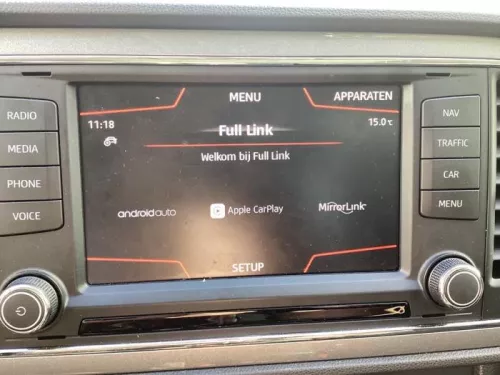 MENU APPARATEN
11:18 Full Link 15.0°C
Welkom bij Full Link
androidauto Apple CarPlay MirrorLink
SETUP
RADIO
MEDIA
PHONE
VOICE
NAV
TRAFFIC
CAR
MENU